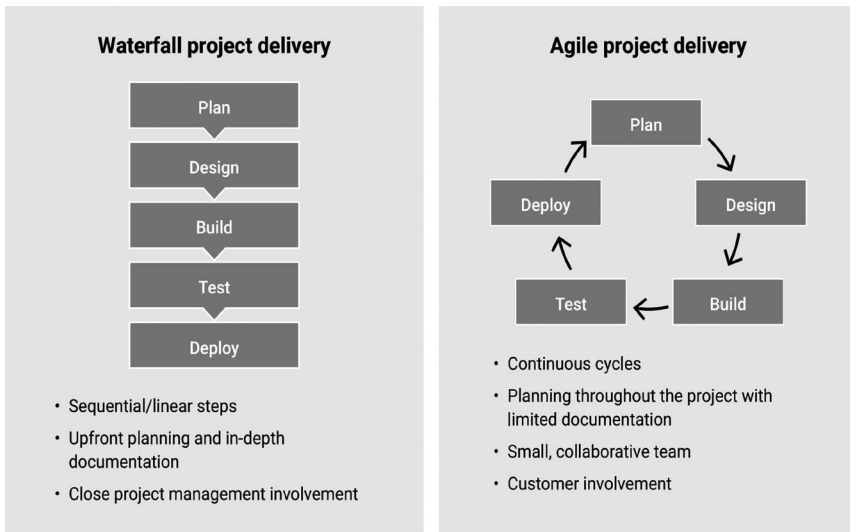 Waterfall project delivery
Plan
Design
Build
Test
Deploy
• Sequential/linear steps
• Upfront planning and in-depth
documentation
• Close project management involvement
Agile project delivery
Plan
Design
Build
Test
Deploy
• Continuous cycles
• Planning throughout the project with
limited documentation
• Small, collaborative team
• Customer involvement